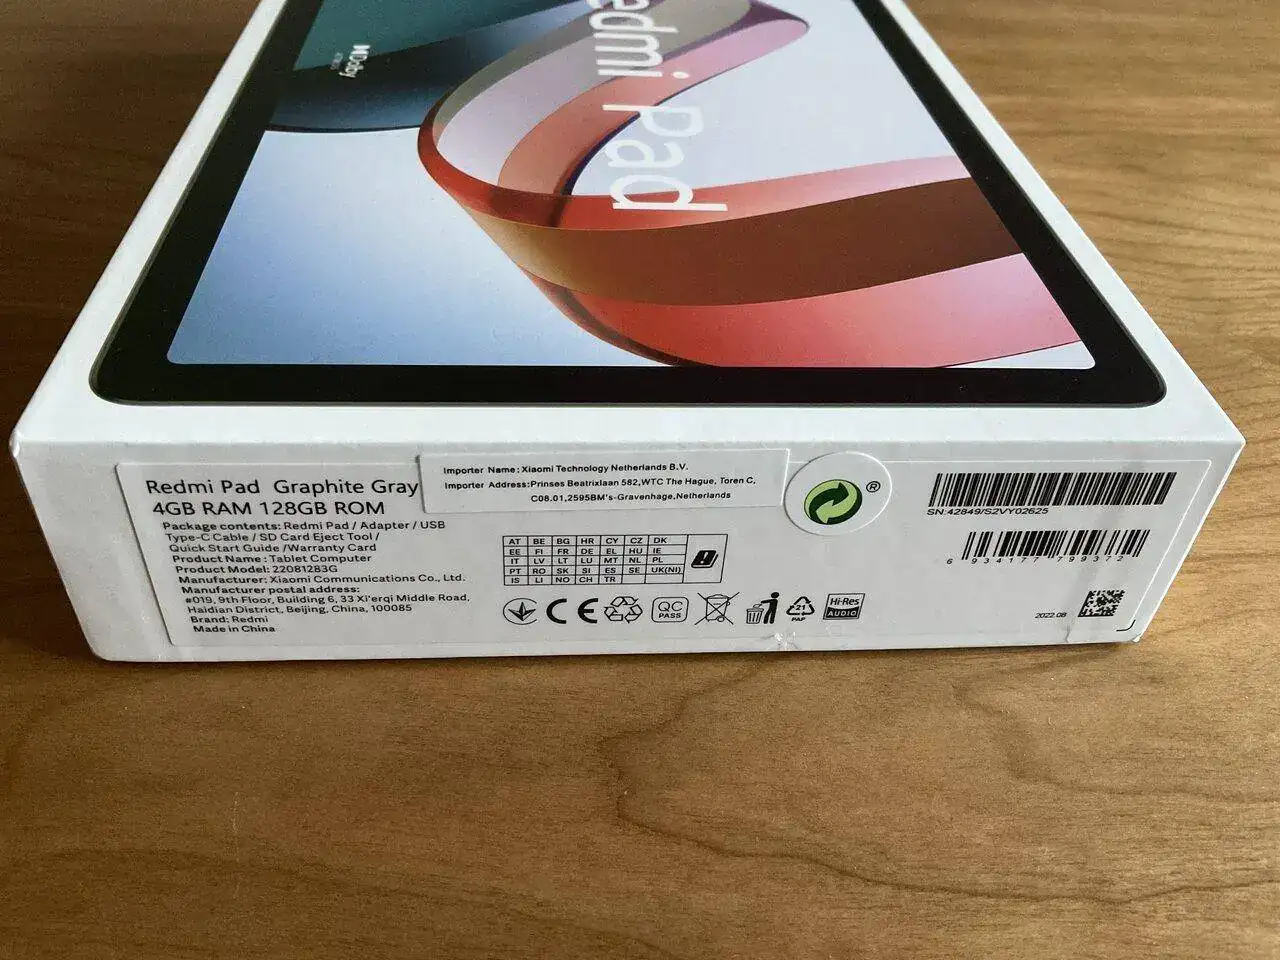 Dolby
edmi Pad
Redmi Pad Graphite Gray
4GB RAM 128GB ROM
Package contents: Redmi Pad / Adapter / USB
Type-C Cable / SD Card Eject Tool /
Quick Start Guide /Warranty Card
Product Name: Tablet Computer
Product Model: 22081283G
Manufacturer: Xiaomi Communications Co., Ltd.
Manufacturer postal address:
#019, 9th Floor, Building 6, 33 Xi'erqi Middle Road,
Haidian District, Beijing, China, 100085
Brand: Redmi
Made in China
Importer Name: Xiaomi Technology Netherlands B.V.
Importer Address:Prinses Beatrixlaan 582,WTC The Hague, Toren C,
C08.01,2595BM's-Gravenhage,Netherlands
®
AT BE BG HR CY CZ DK
EE FI FR DE EL HU IE
IT LV LT LU MT NL PL
PT RO SK SI ES SE UK(NI)
IS LI NO CH TR
CE
QC
PASS
21
PAP
Hi-Res
AUDIO
SN:42849/S2VY02625
6 934177 799372
2022.08